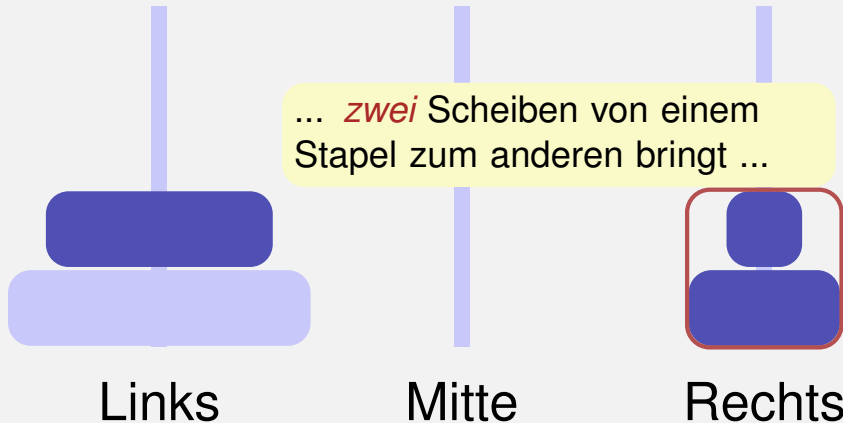 ... zwei Scheiben von einem
Stapel zum anderen bringt ...
Links Mitte Rechts